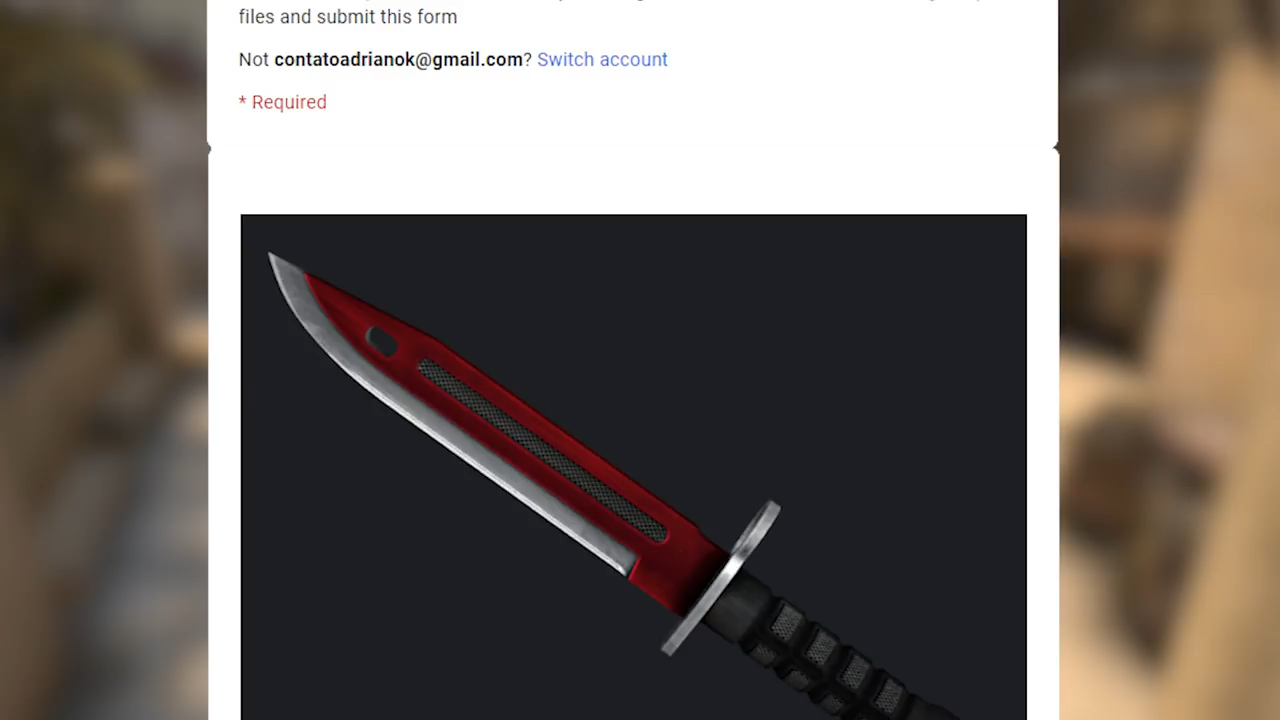 files and submit this form
Not contatoadrianok@gmail.com? Switch account
* Required